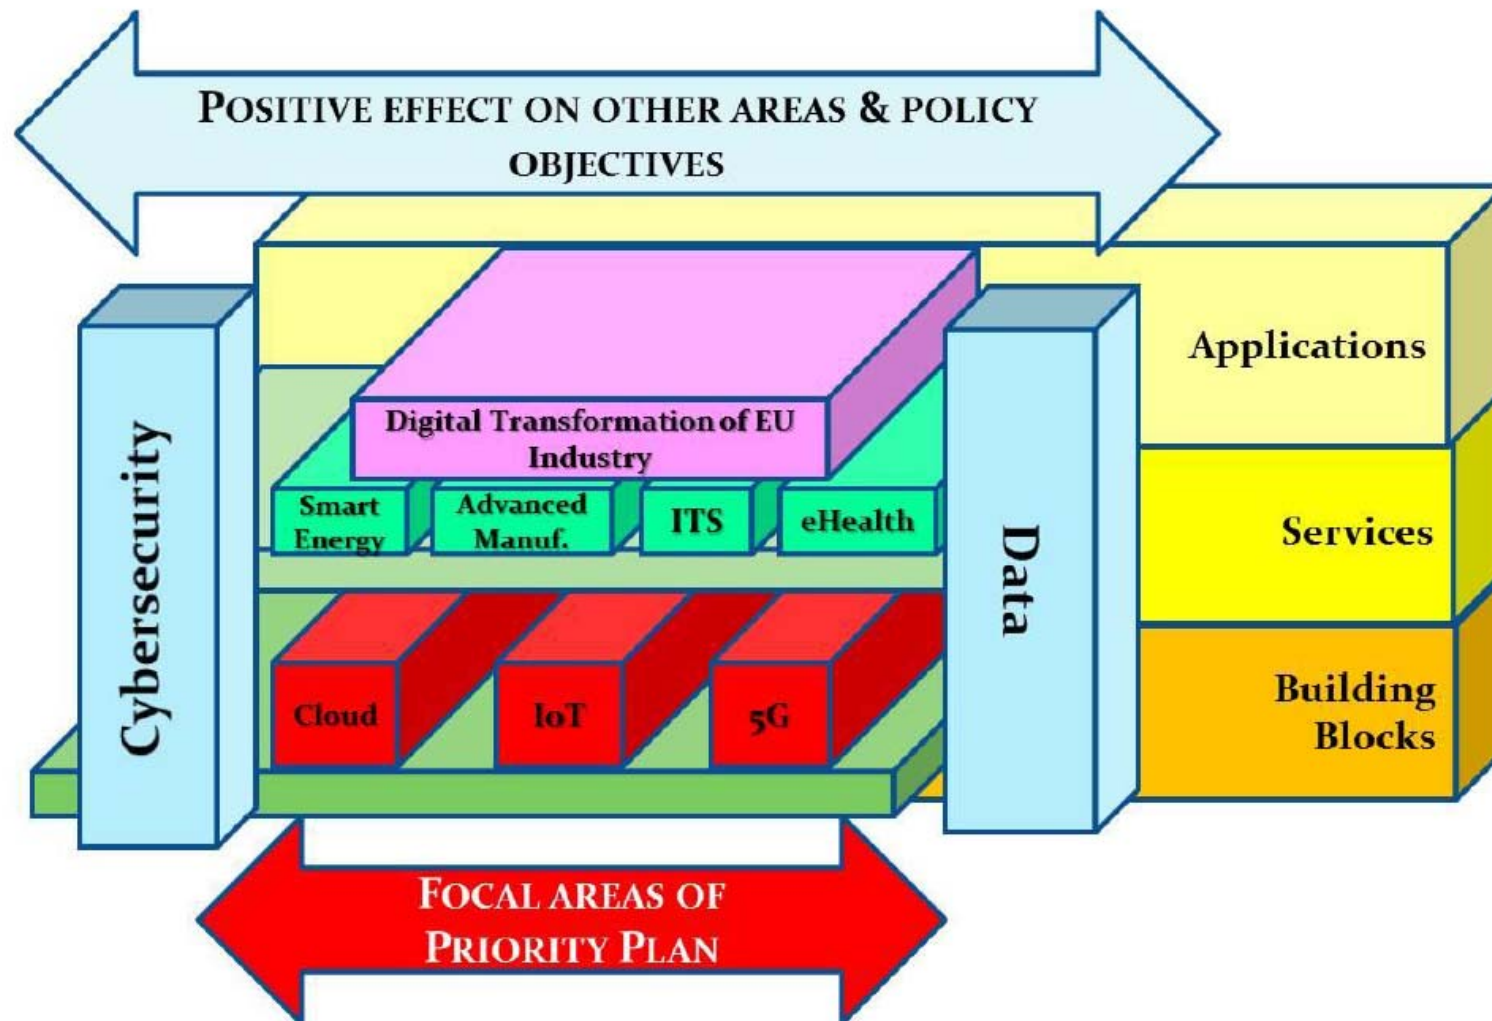 POSITIVE EFFECT ON OTHER AREAS & POLICY
OBJECTIVES
Applications
Digital Transformation of EU
Industry
Cybersecurity
Smart
Energy
Advanced
Manuf.
ITS
eHealth
Data
Services
Cloud
IoT
5G
Building
Blocks
FOCAL AREAS OF
PRIORITY PLAN